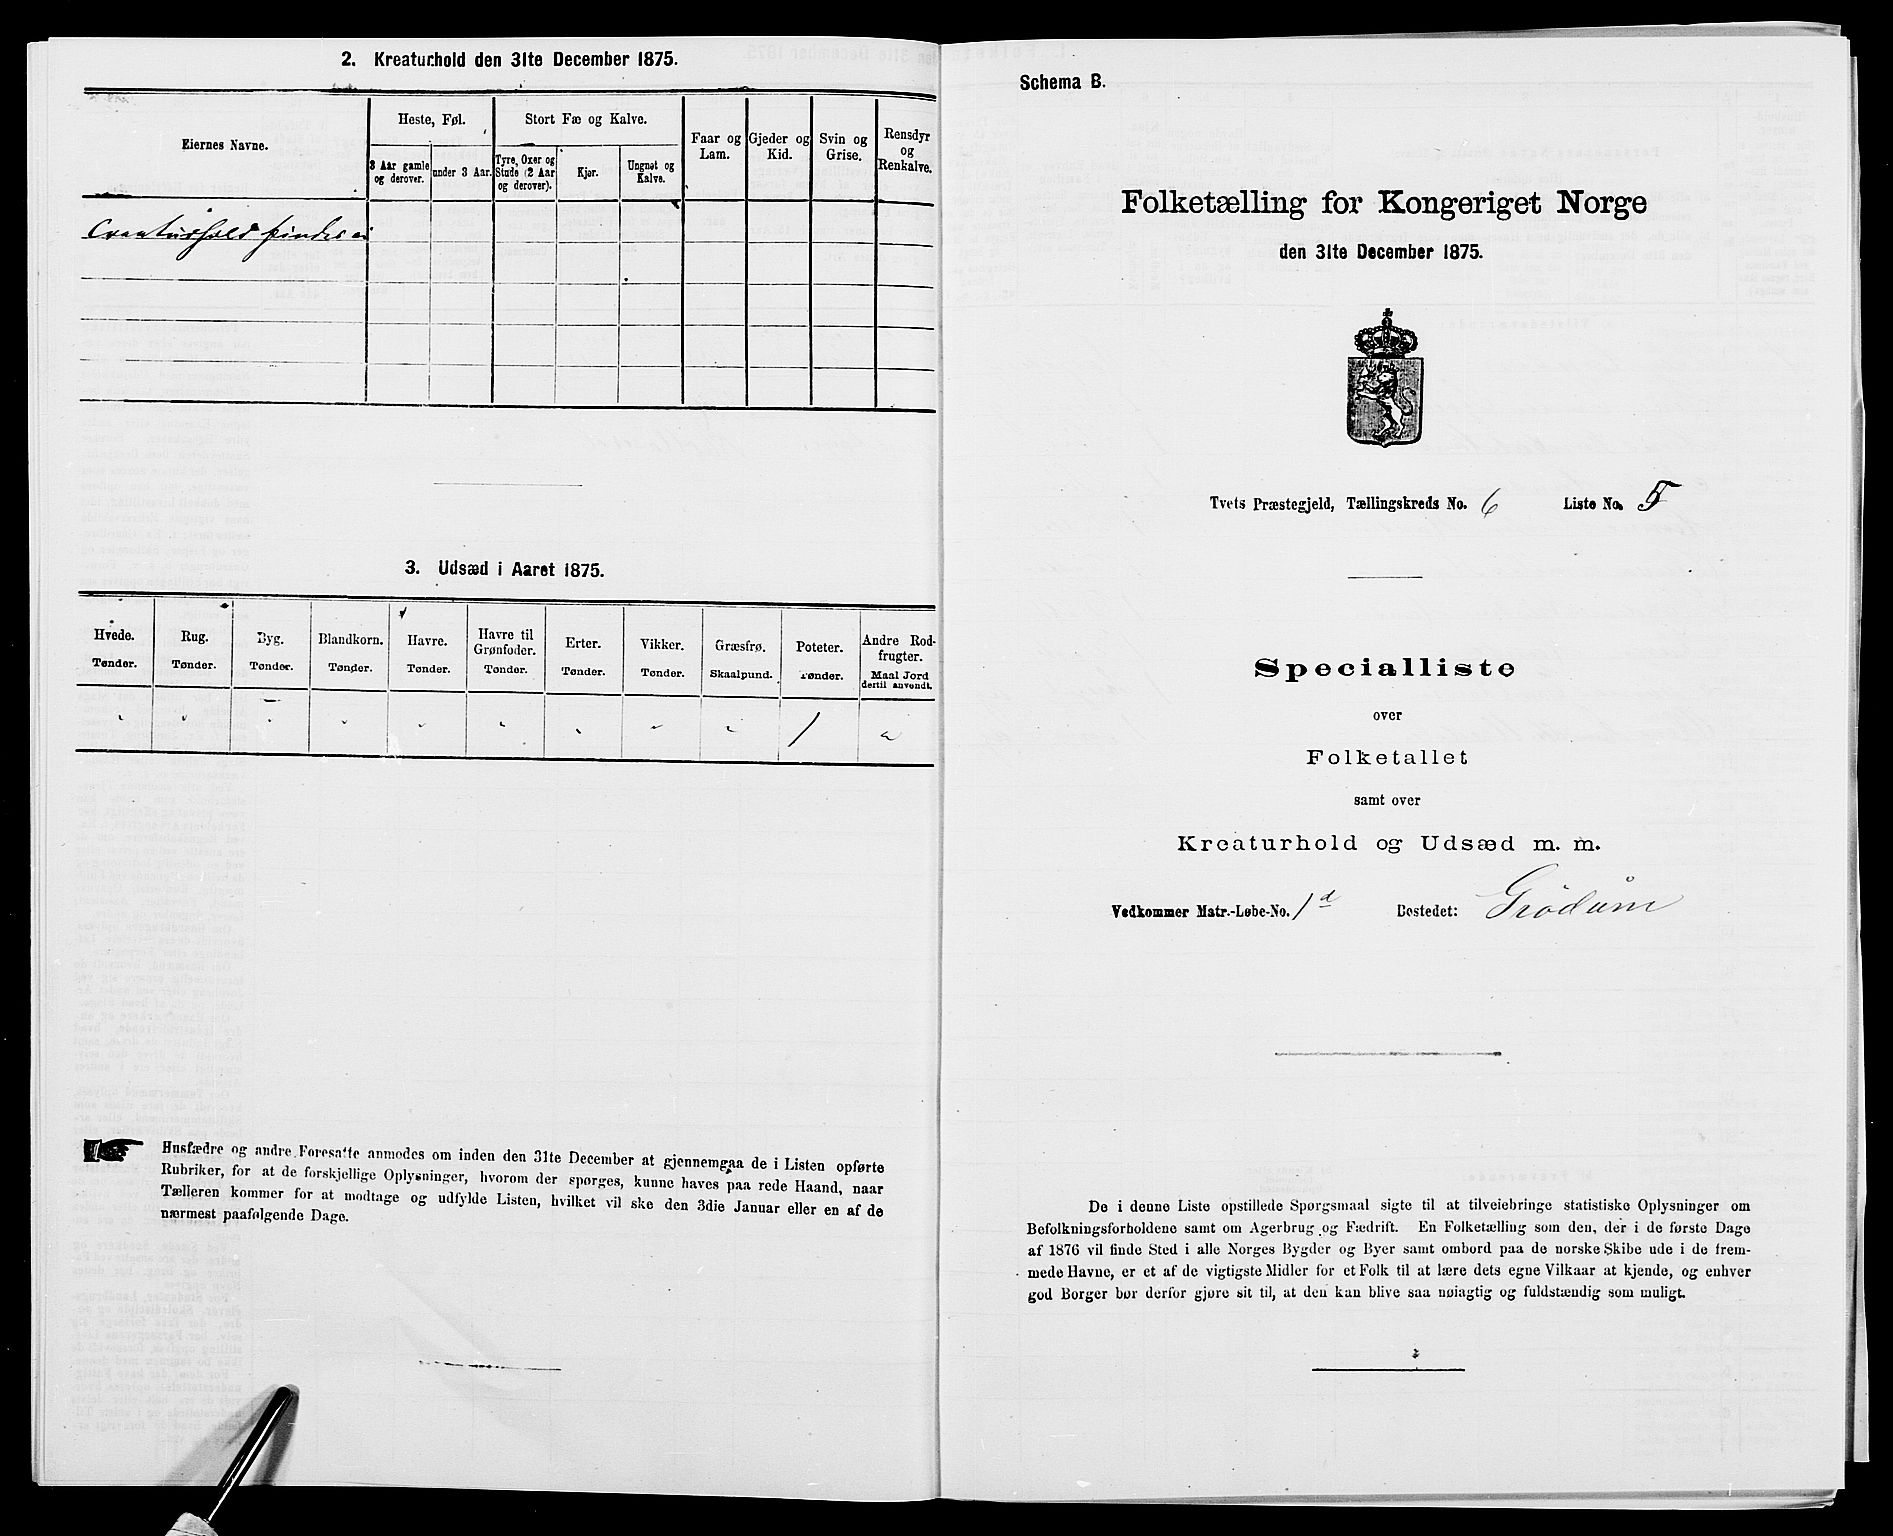 2. Kreaturhold den 31te December 1875.
Eiernes Navne.
Heste, Føl.
Stort Fæ og Kalve.
Faar og Lam.
Gjeder og Kid.
Svin og Grise.
Rensdyr og Renkalve.
3 Aar gamle og derover.
under 3 Aar.
Tyre, Oxer og Stude (2 Aar og derover).
Kjør.
Ungnøt og Kalve.
Creaturhold findes ei
3. Udsæd i Aaret 1875.
Hvede. Tønder.
Rug. Tønder.
Byg. Tønder.
Blandkorn. Tønder.
Havre. Tønder.
Havre til Grønfoder. Tønder.
Erter. Tønder.
Vikker. Tønder.
Græsfrø. Skaalpund.
Poteter. Tønder.
Andre Rodfrugter. Maal Jord dertil anvendt.
" " " " " " " " " 1 "
Husfædre og andre Foresatte anmodes om inden den 31te December at gjennemgaa de i Listen opførte
Rubriker, for at de forskjellige Oplysninger, hvorom der spørges, kunne haves paa rede Haand, naar
Tælleren kommer for at modtage og udfylde Listen, hvilket vil ske den 3die Januar eller en af de
nærmest paafølgende Dage.
Schema B.
Folketælling for Kongeriget Norge
den 31te December 1875.
Tvets Præstegjeld, Tællingskreds No. 6 Liste No. 5
Specialliste
over
Folketallet
samt over
Kreaturhold og Udsæd m. m.
Vedkommer Matr.-Løbe-No. 1 d Bostedet: Grödum
De i denne Liste opstillede Spørgsmaal sigte til at tilveiebringe statistiske Oplysninger om
Befolkningsforholdene samt om Agerbrug og Fædrift. En Folketælling som den, der i de første Dage
af 1876 vil finde Sted i alle Norges Bygder og Byer samt ombord paa de norske Skibe ude i de frem-
mede Havne, er et af de vigtigste Midler for et Folk til at lære dets egne Vilkaar at kjende, og enhver
god Borger bør derfor gjøre sit til, at den kan blive saa nøiagtig og fuldstændig som muligt.